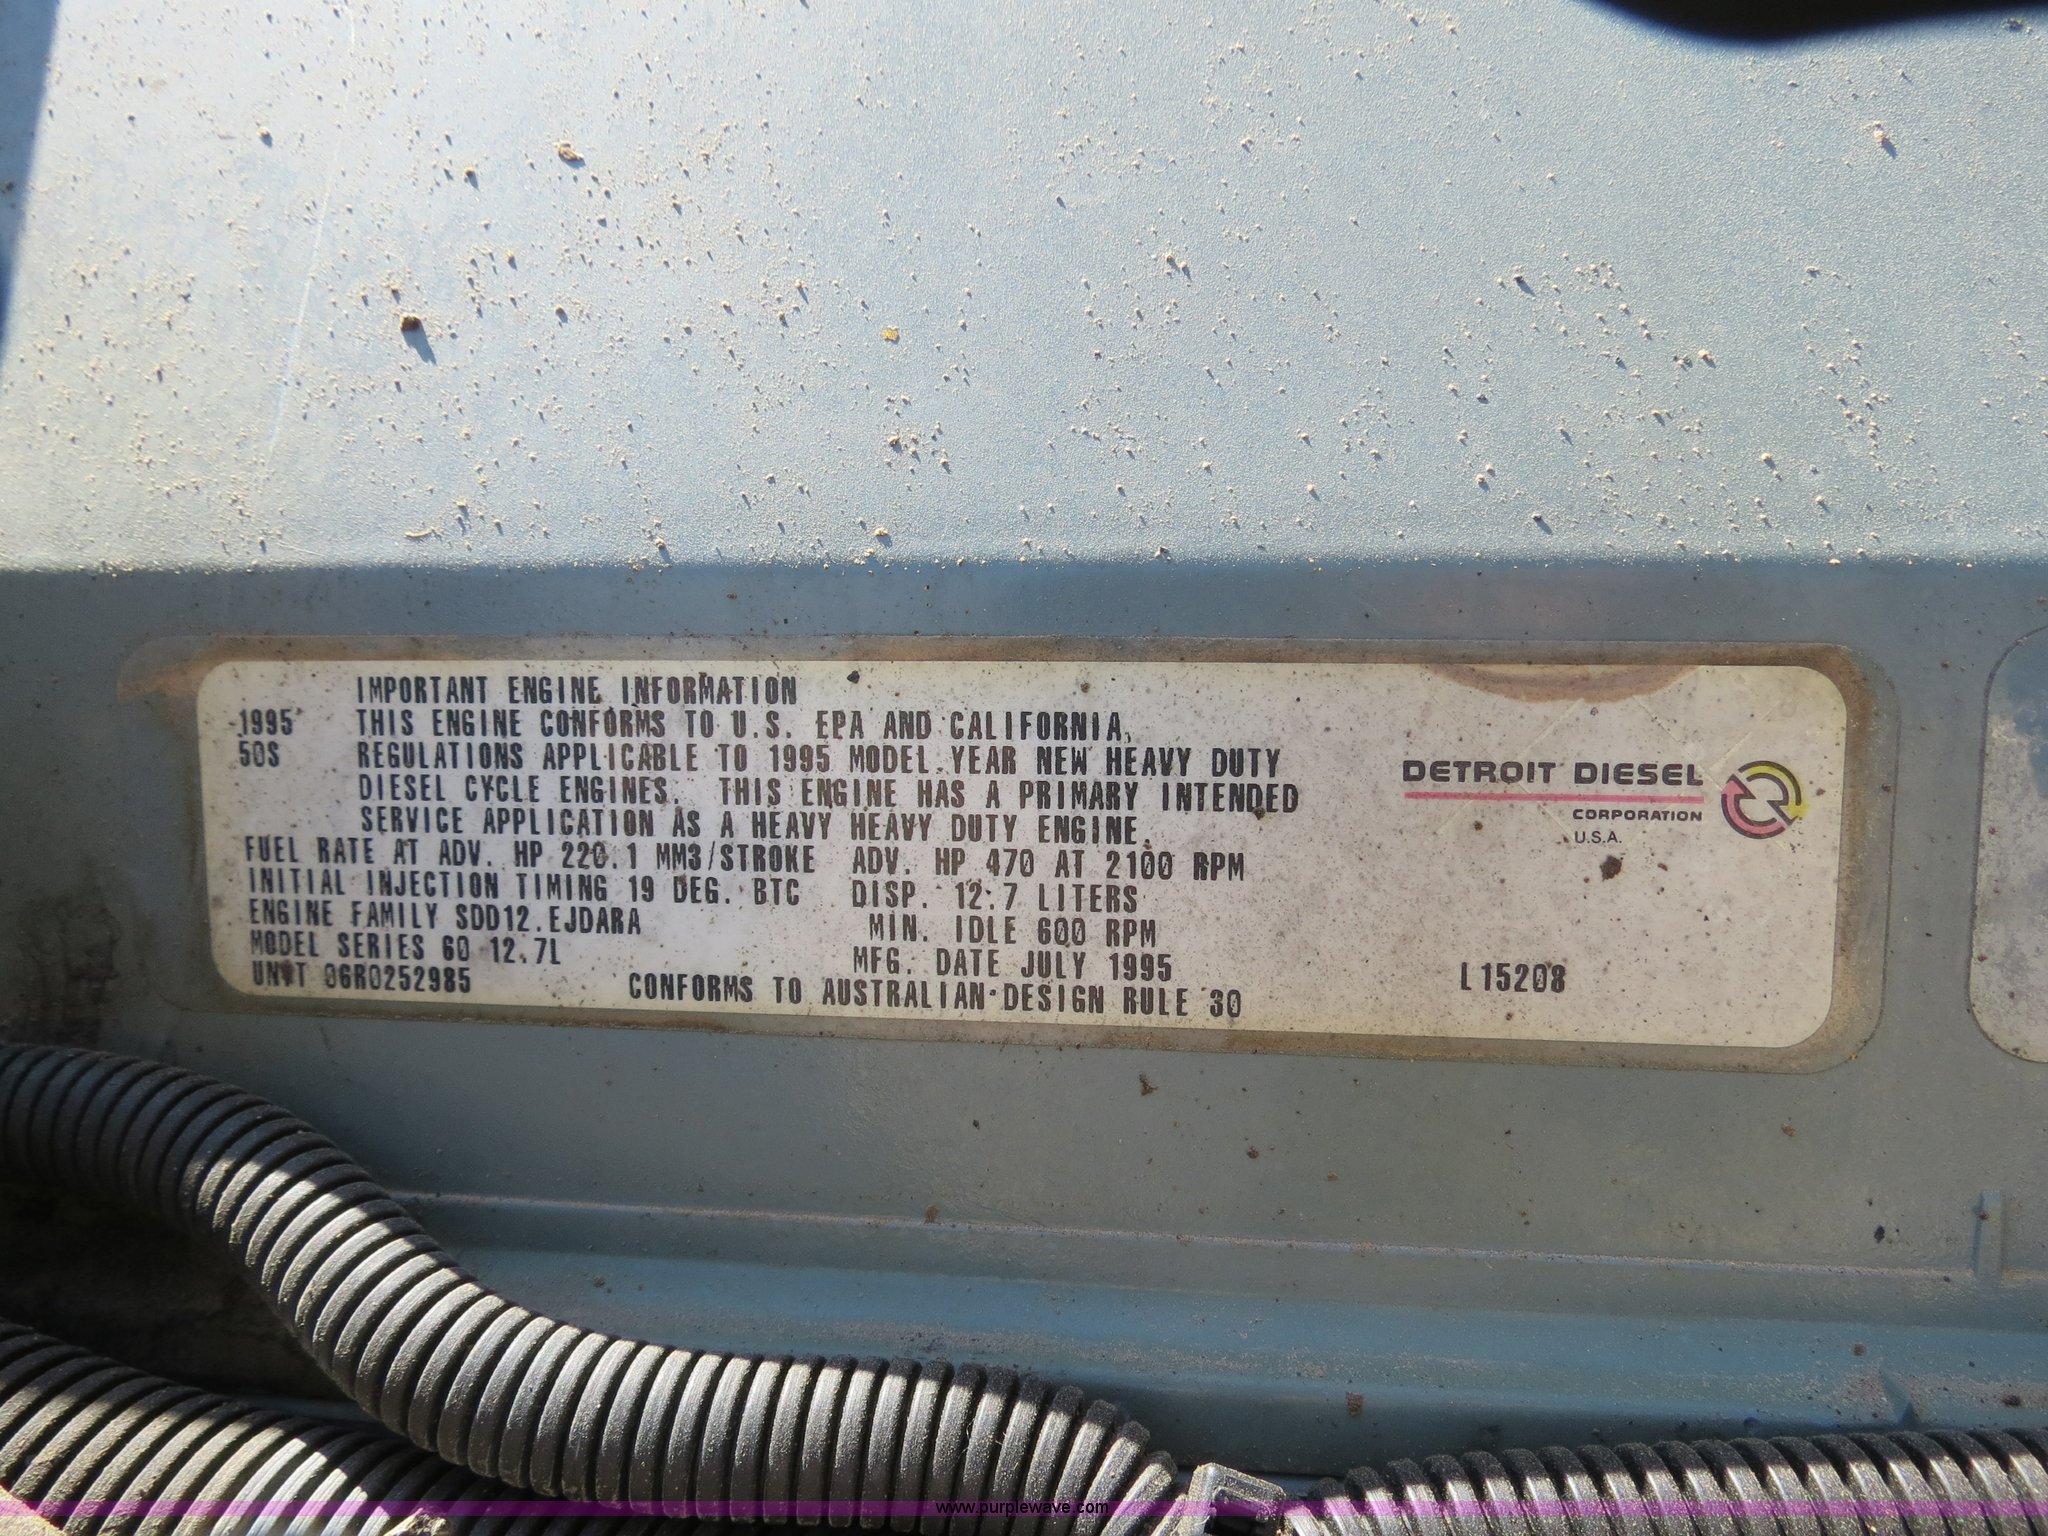 IMPORTANT ENGINE INFORMATION
1995 THIS ENGINE CONFORMS TO U.S. EPA AND CALIFORNIA
50S REGULATIONS APPLICABLE TO 1995 MODEL YEAR NEW HEAVY DUTY
DIESEL CYCLE ENGINES. THIS ENGINE HAS A PRIMARY INTENDED
SERVICE APPLICATION AS A HEAVY HEAVY DUTY ENGINE.
FUEL RATE AT ADV. HP 220.1 MM3/STROKE ADV. HP 470 AT 2100 RPM
INITIAL INJECTION TIMING 19 DEG. BTC DISP. 12.7 LITERS
ENGINE FAMILY SDD12.EJDARA MIN. IDLE 600 RPM
MODEL SERIES 60 12.7L MFG. DATE JULY 1995
UNIT 06R0252985 CONFORMS TO AUSTRALIAN DESIGN RULE 30
DETROIT DIESEL
CORPORATION
U.S.A.
L15208
www.purplewave.com